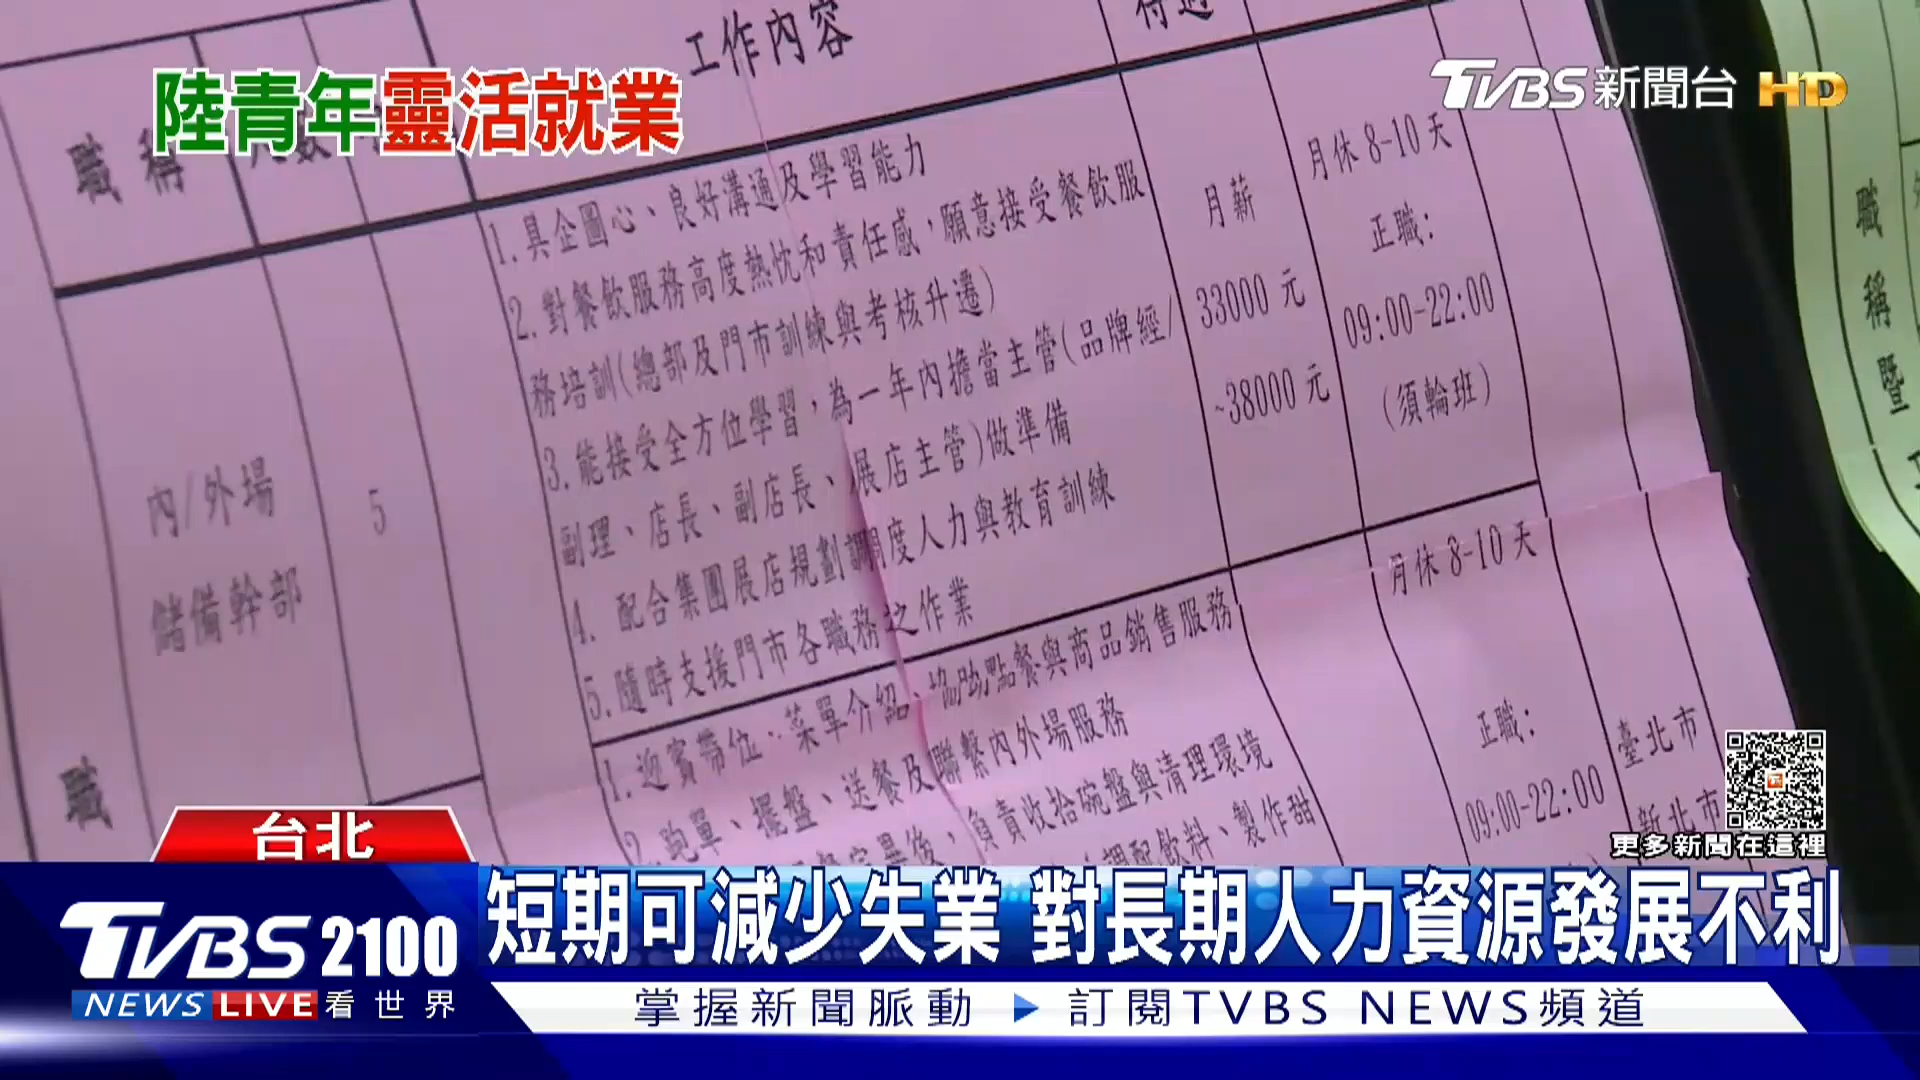 工作內容
陸青年靈活就業
TVBS新聞台 HD
職稱
1.具企圖心、良好溝通及學習能力
2.對餐飲服務高度熱忱和責任感，願意接受餐飲服
務培訓(總部及門市訓練與考核升遷)
3.能接受全方位學習，為一年內擔當主管(品牌經/
副理、店長、副店長、展店主管)做準備
4. 配合集團展店規劃調度人力與教育訓練
5.隨時支援門市各職務之作業
內/外場
儲備幹部
5
月薪
33000 元
~38000 元
月休 8-10 天
正職:
09:00-22:00
(須輪班)
1.迎賓帶位、菜單介紹、協助點餐與商品銷售服務
2.跑單、擺盤、送餐及聯繫內外場服務
負責收拾碗盤與清理環境
調配飲料、製作甜
月休 8-10 天
正職:
09:00-22:00
臺北市
新北市
職
職稱暨
更多新聞在這裡
台北
短期可減少失業 對長期人力資源發展不利
TVBS 2100
NEWS LIVE 看世界
掌握新聞脈動 ▶ 訂閱TVBS NEWS頻道